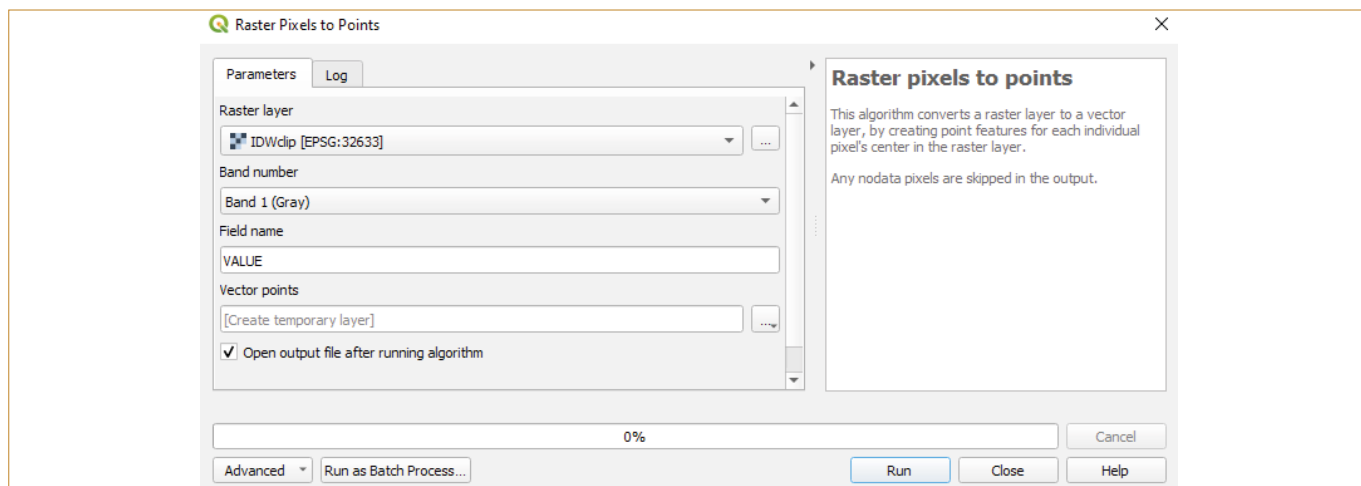 Raster Pixels to Points
Parameters
Log
Raster layer
IDWclip [EPSG:32633]
...
Band number
Band 1 (Gray)
Field name
VALUE
Vector points
[Create temporary layer]
...
Open output file after running algorithm
Raster pixels to points
This algorithm converts a raster layer to a vector
layer, by creating point features for each individual
pixel's center in the raster layer.
Any nodata pixels are skipped in the output.
0%
Cancel
Advanced
Run as Batch Process...
Run
Close
Help